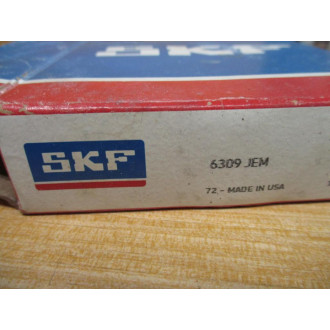 SKF
SKF
6309 JEM
72 - MADE IN USA